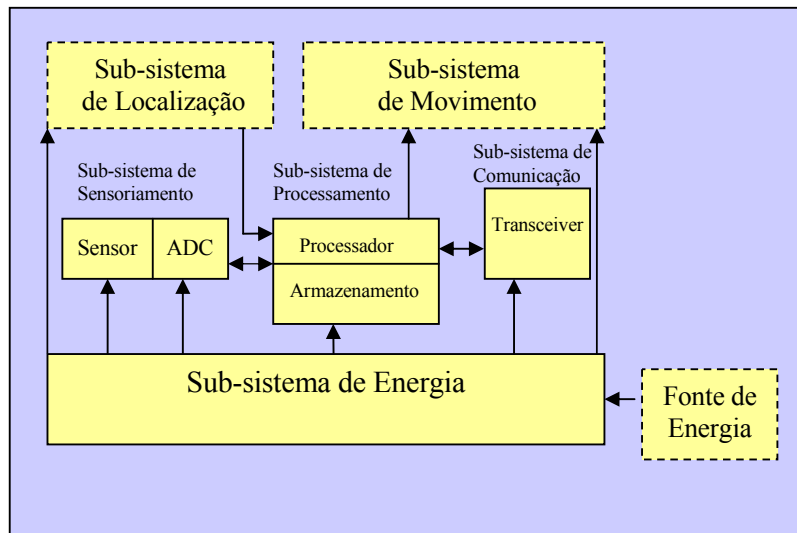 Sub-sistema
de Localização
Sub-sistema
de Movimento
Sub-sistema de
Sensoriamento
Sub-sistema de
Processamento
Sub-sistema de
Comunicação
Sensor
ADC
Processador
Armazenamento
Transceiver
Sub-sistema de Energia
Fonte de
Energia